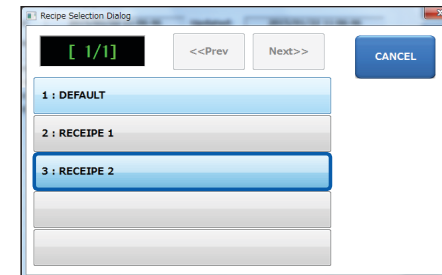 Recipe Selection Dialog
[ 1/1]
<<Prev
Next>>
CANCEL
1 : DEFAULT
2 : RECEIPE 1
3 : RECEIPE 2